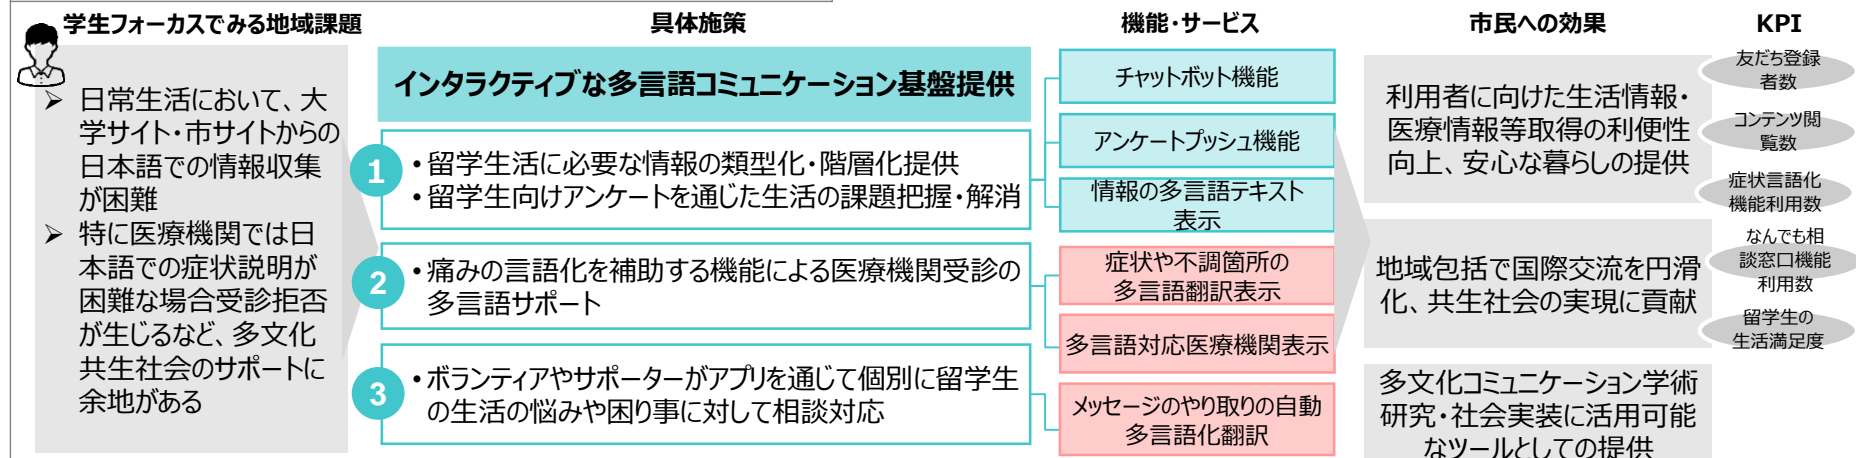 学生フォーカスでみる地域課題
➢ 日常生活において、大
学サイト・市サイトからの
日本語での情報収集
が困難
➢ 特に医療機関では日
本語での症状説明が
困難な場合受診拒否
が生じるなど、多文化
共生社会のサポートに
余地がある
具体施策
インタラクティブな多言語コミュニケーション基盤提供
1
•留学生活に必要な情報の類型化・階層化提供
•留学生向けアンケートを通じた生活の課題把握・解消
2
•痛みの言語化を補助する機能による医療機関受診の
多言語サポート
3
•ボランティアやサポーターがアプリを通じて個別に留学生
の生活の悩みや困り事に対して相談対応
機能・サービス
チャットボット機能
アンケートプッシュ機能
情報の多言語テキスト
表示
症状や不調箇所の
多言語翻訳表示
多言語対応医療機関表示
メッセージのやり取りの自動
多言語化翻訳
市民への効果
利用者に向けた生活情報・
医療情報等取得の利便性
向上、安心な暮らしの提供
地域包括で国際交流を円滑
化、共生社会の実現に貢献
多文化コミュニケーション学術
研究・社会実装に活用可能
なツールとしての提供
KPI
友だち登録
者数
コンテンツ閲
覧数
症状言語化
機能利用数
なんでも相
談窓口機能
利用数
留学生の
生活満足度